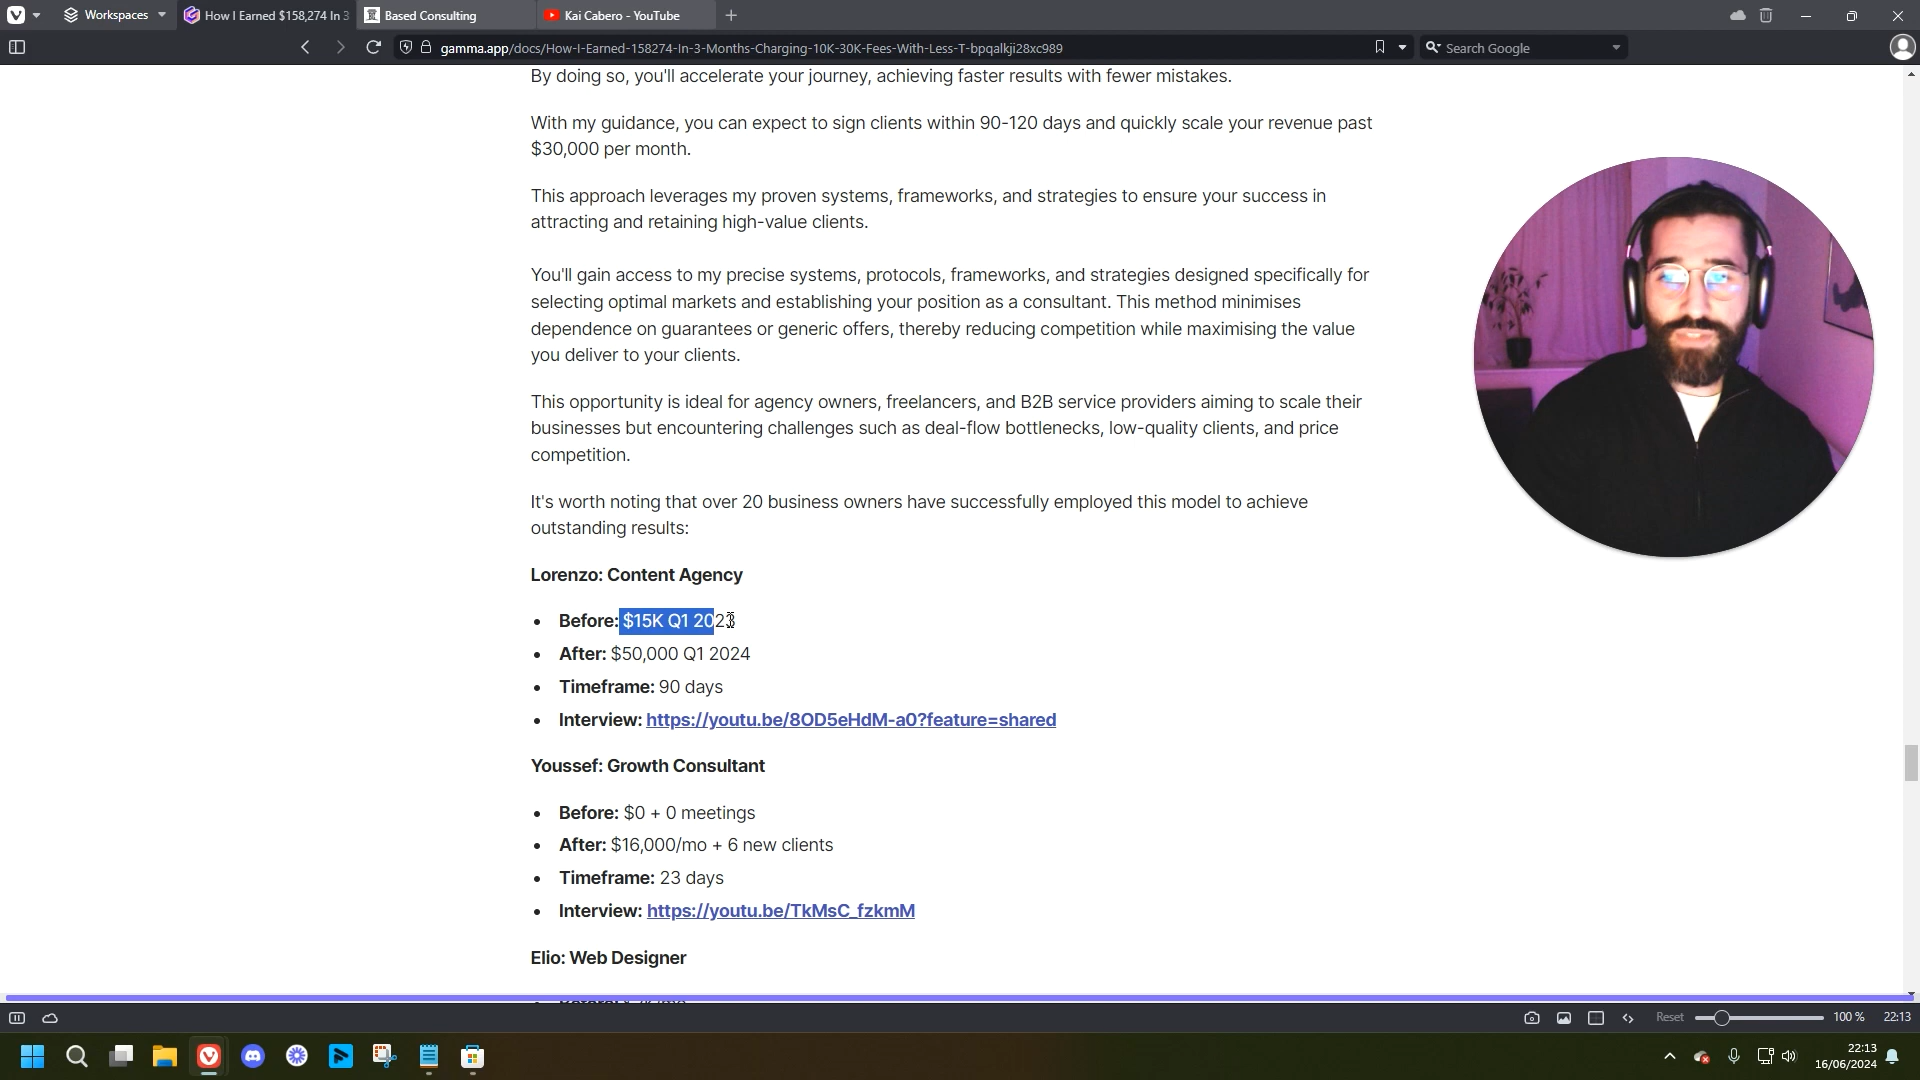 Workspaces
How I Earned $158,274 In 3
Based Consulting
Kai Cabero - YouTube
gamma.app/docs/How-I-Earned-158274-In-3-Months-Charging-10K-30K-Fees-With-Less-T-bpqalkji28xc989
Search Google
By doing so, you'll accelerate your journey, achieving faster results with fewer mistakes.
With my guidance, you can expect to sign clients within 90-120 days and quickly scale your revenue past
$30,000 per month.
This approach leverages my proven systems, frameworks, and strategies to ensure your success in
attracting and retaining high-value clients.
You'll gain access to my precise systems, protocols, frameworks, and strategies designed specifically for
selecting optimal markets and establishing your position as a consultant. This method minimises
dependence on guarantees or generic offers, thereby reducing competition while maximising the value
you deliver to your clients.
This opportunity is ideal for agency owners, freelancers, and B2B service providers aiming to scale their
businesses but encountering challenges such as deal-flow bottlenecks, low-quality clients, and price
competition.
It's worth noting that over 20 business owners have successfully employed this model to achieve
outstanding results:
Lorenzo: Content Agency
• Before: $15K Q1 2023
• After: $50,000 Q1 2024
• Timeframe: 90 days
• Interview: https://youtu.be/8OD5eHdM-a0?feature=shared
Youssef: Growth Consultant
• Before: $0 + 0 meetings
• After: $16,000/mo + 6 new clients
• Timeframe: 23 days
• Interview: https://youtu.be/TkMsC_fzkmM
Elio: Web Designer
Reset
100 %
22:13
22:13
16/06/2024